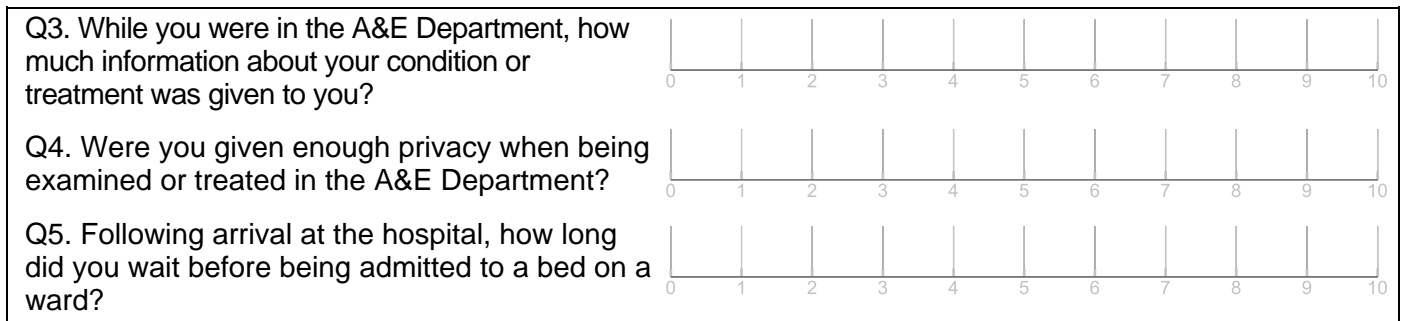 Q3. While you were in the A&E Department, how
much information about your condition or
treatment was given to you?
0 1 2 3 4 5 6 7 8 9 10
Q4. Were you given enough privacy when being
examined or treated in the A&E Department?
0 1 2 3 4 5 6 7 8 9 10
Q5. Following arrival at the hospital, how long
did you wait before being admitted to a bed on a
ward?
0 1 2 3 4 5 6 7 8 9 10